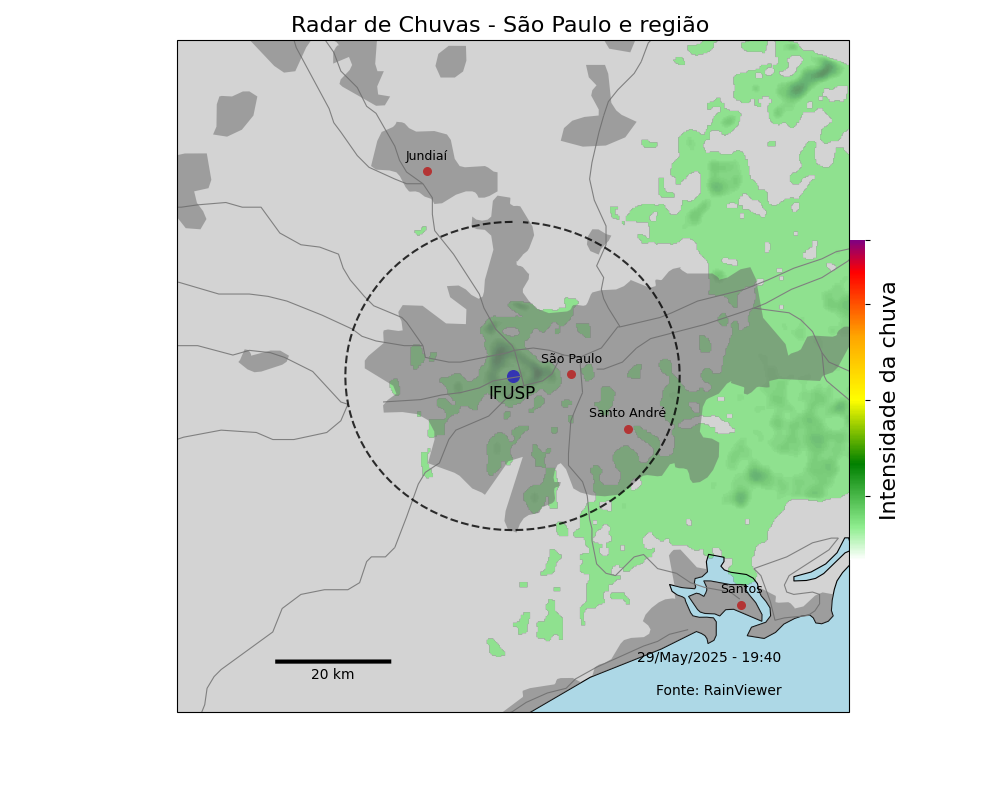 Radar de Chuvas - São Paulo e região
Jundiaí
São Paulo
IFUSP
Santo André
Intensidade da chuva
Santos
29/May/2025 - 19:40
20 km
Fonte: RainViewer